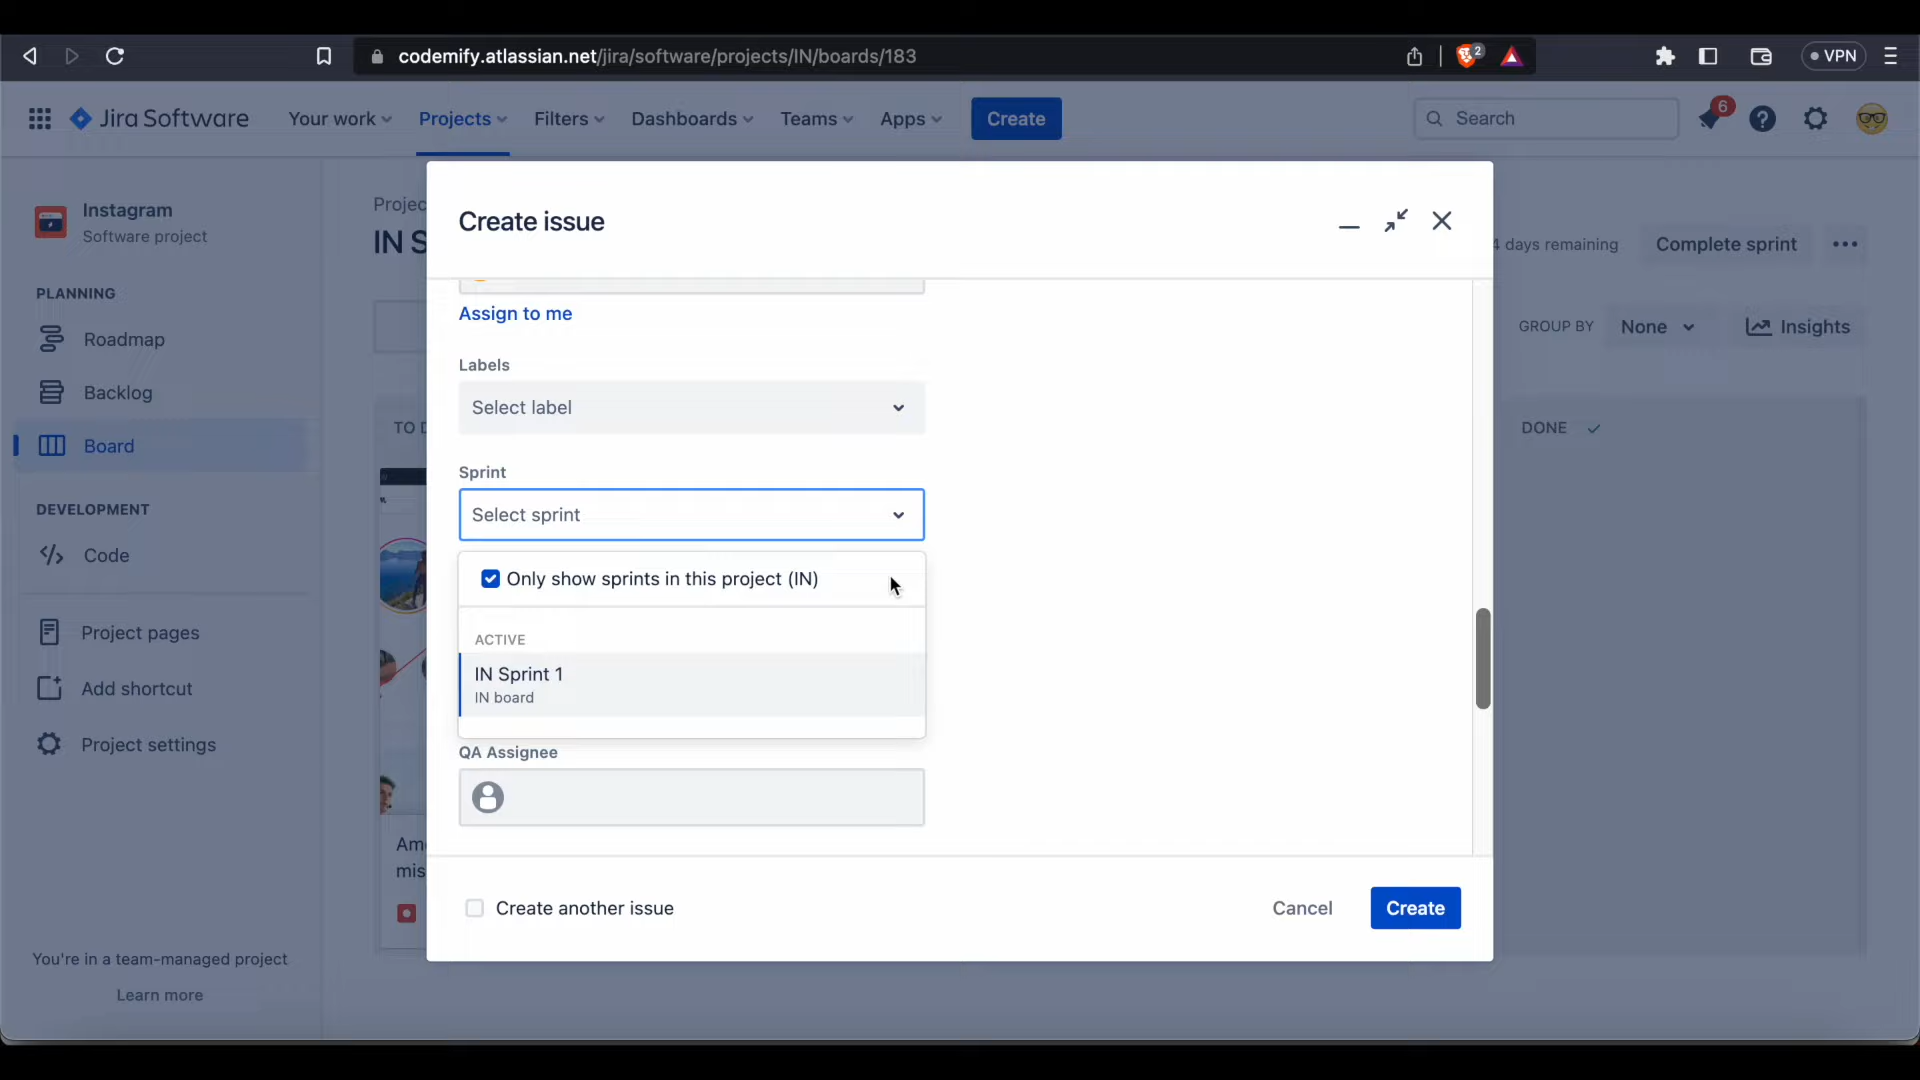 codemify.atlassian.net/jira/software/projects/IN/boards/183
2
VPN
Jira Software
Your work
Projects
Filters
Dashboards
Teams
Apps
Create
Search
6
Instagram
Software project
PLANNING
Roadmap
Backlog
Board
DEVELOPMENT
Code
Project pages
Add shortcut
Project settings
You're in a team-managed project
Learn more
Projec
IN S
4 days remaining
Complete sprint
GROUP BY
None
Insights
TO D
DONE
Ame
mis
Create issue
Assign to me
Labels
Select label
Sprint
Select sprint
Only show sprints in this project (IN)
ACTIVE
IN Sprint 1
IN board
QA Assignee
Create another issue
Cancel
Create